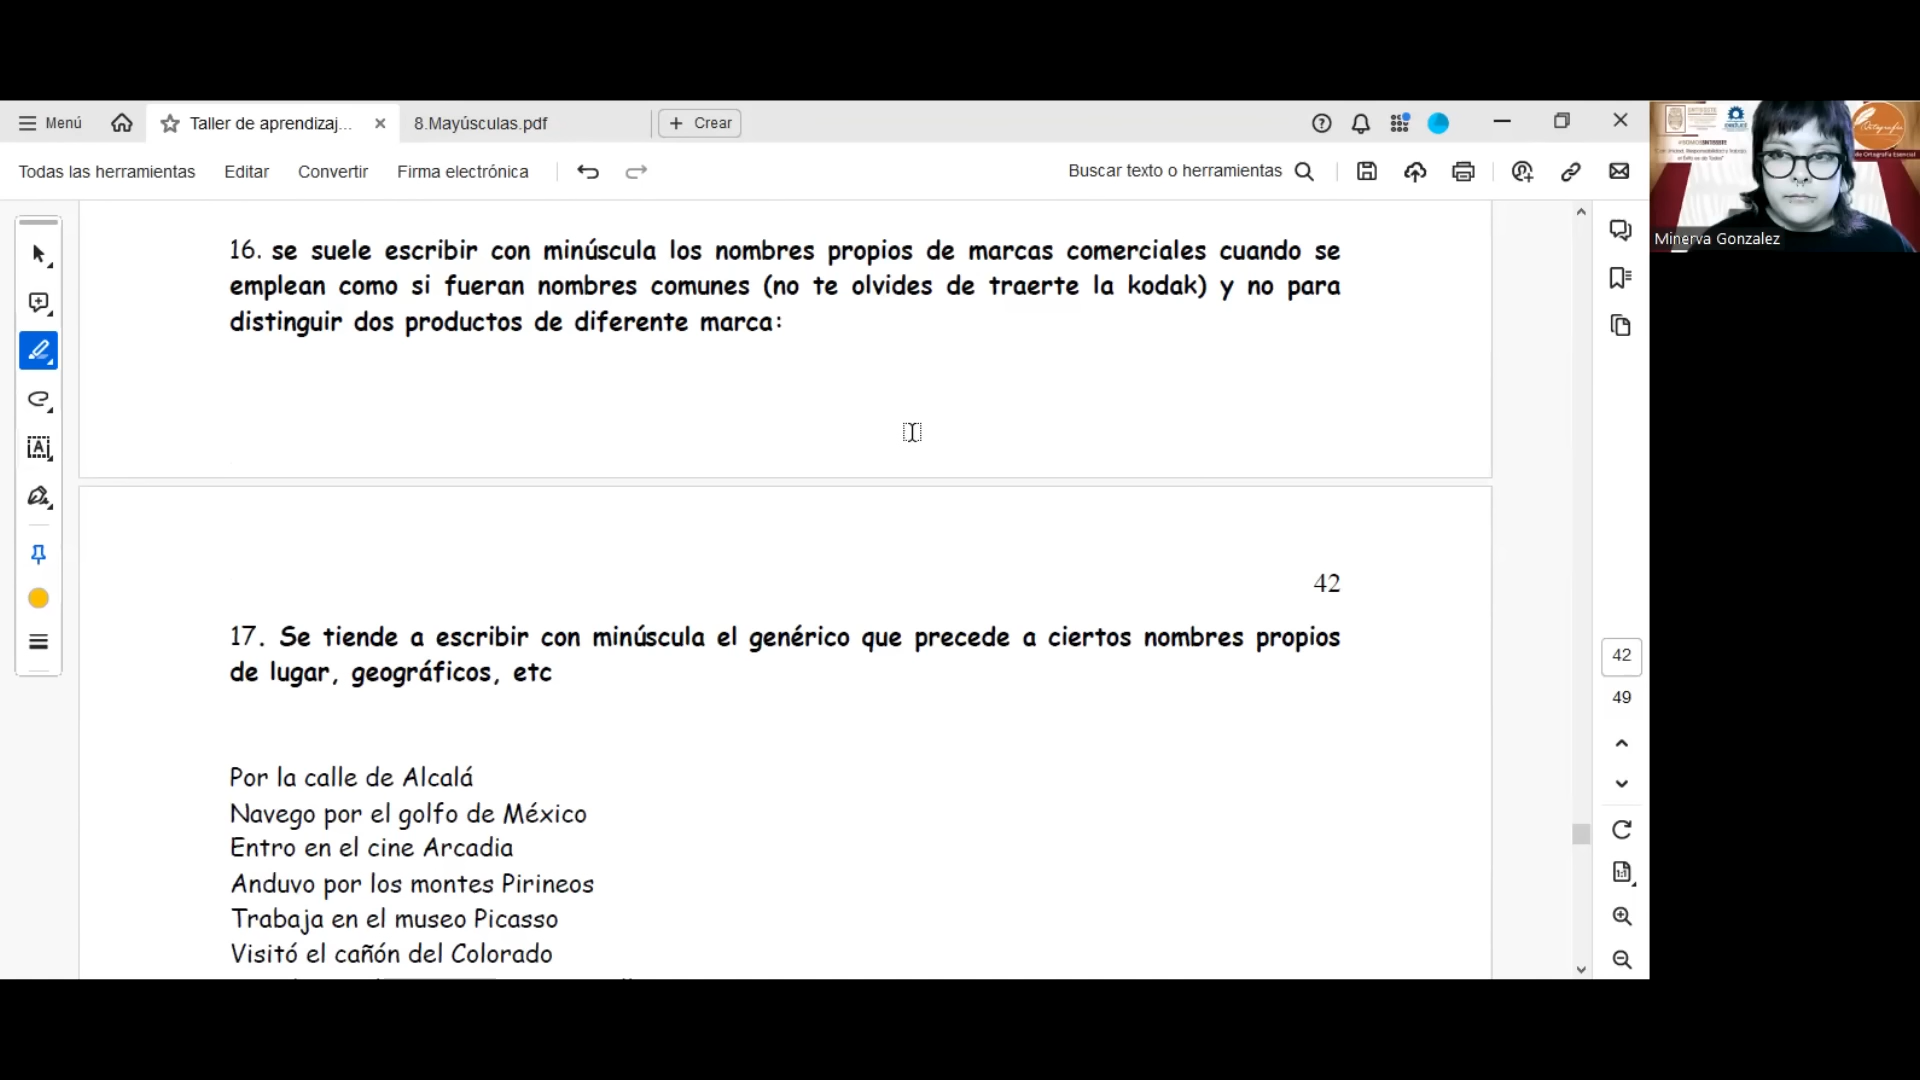 Menú
Taller de aprendizaj...
8.Mayúsculas.pdf
Crear
Todas las herramientas
Editar
Convertir
Firma electrónica
Buscar texto o herramientas
16. se suele escribir con minúscula los nombres propios de marcas comerciales cuando se
emplean como si fueran nombres comunes (no te olvides de traerte la kodak) y no para
distinguir dos productos de diferente marca:
42
17. Se tiende a escribir con minúscula el genérico que precede a ciertos nombres propios
de lugar, geográficos, etc
Por la calle de Alcalá
Navego por el golfo de México
Entro en el cine Arcadia
Anduvo por los montes Pirineos
Trabaja en el museo Picasso
Visitó el cañón del Colorado
42
49
Ortografía
de Ortografía Esencial
Minerva Gonzalez